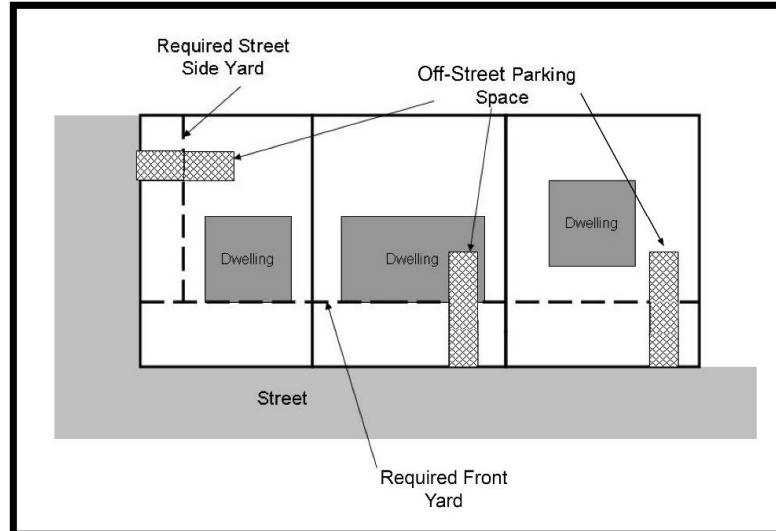 Required Street
Side Yard
Off-Street Parking
Space
Dwelling
Dwelling
Dwelling
Street
Required Front
Yard